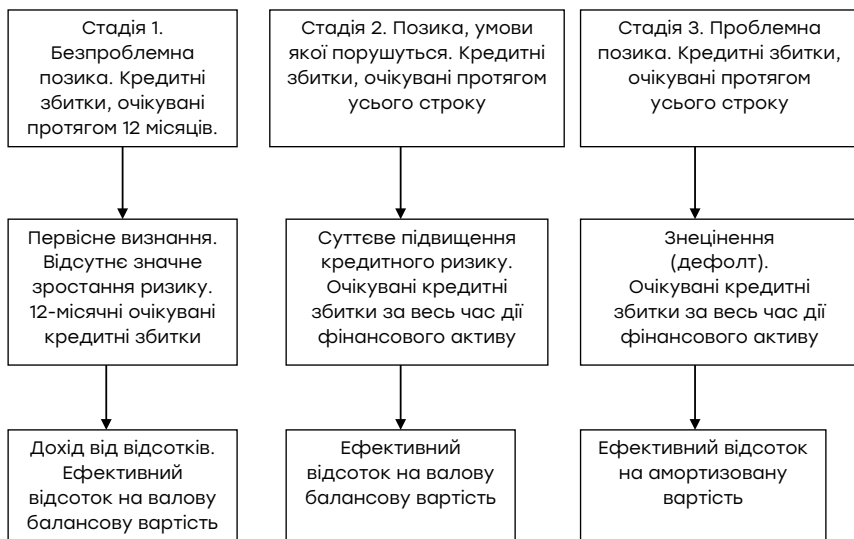 Стадія 1.
Безпроблемна
позика. Кредитні
збитки, очікувані
протягом 12 місяців.
Стадія 2. Позика, умови
якої порушуться. Кредитні
збитки, очікувані протягом
усього строку
Стадія 3. Проблемна
позика. Кредитні збитки,
очікувані протягом
усього строку
Первісне визнання.
Відсутнє значне
зростання ризику.
12-місячні очікувані
кредитні збитки
Суттєве підвищення
кредитного ризику.
Очікувані кредитні
збитки за весь час дії
фінансового активу
Знецінення
(дефолт).
Очікувані кредитні
збитки за весь час дії
фінансового активу
Дохід від відсотків.
Ефективний
відсоток на валову
балансову вартість
Ефективний
відсоток на валову
балансову вартість
Ефективний відсоток
на амортизовану
вартість